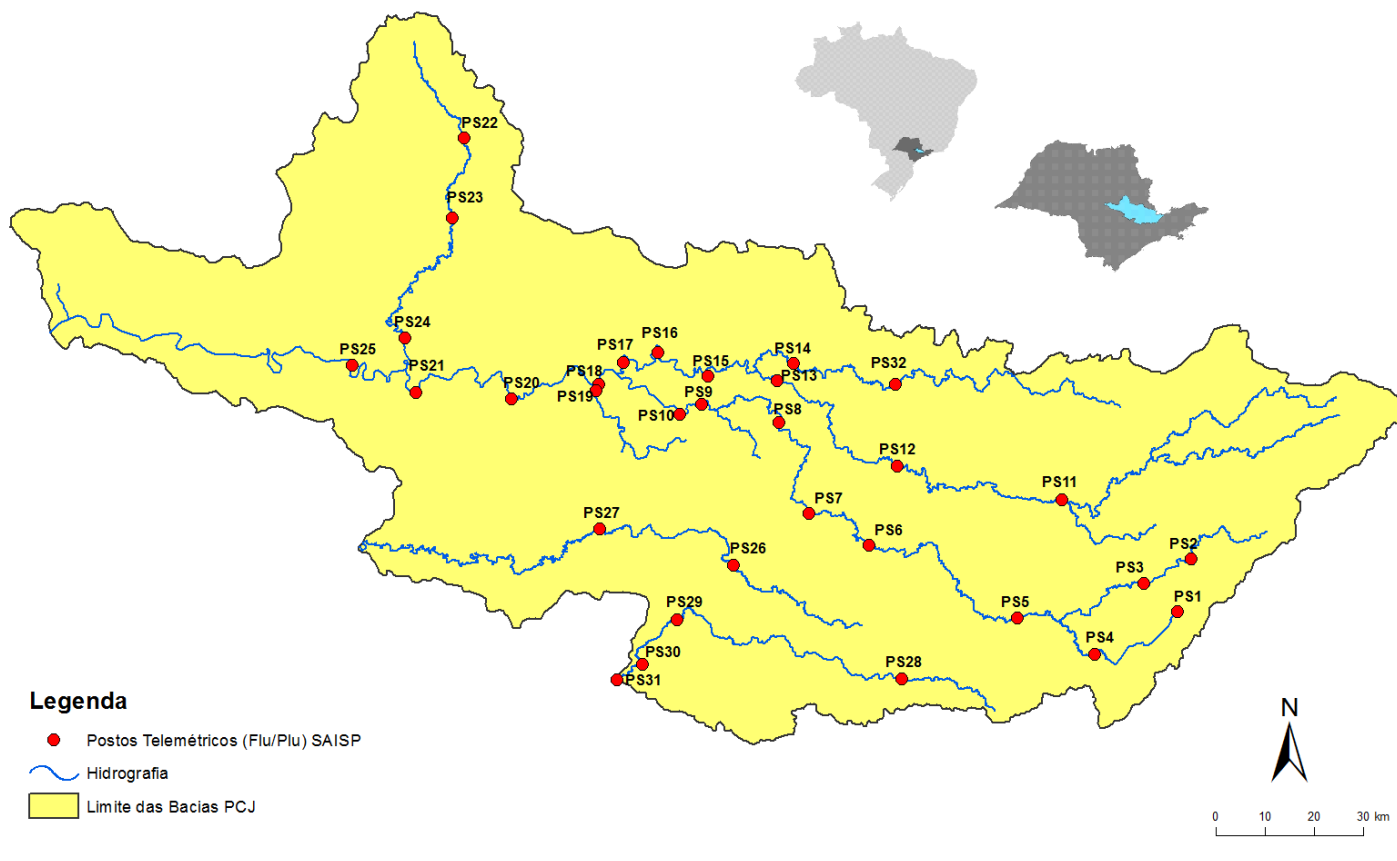 PS22
PS23
PS24
PS25
PS21
PS20
PS19
PS18
PS17
PS16
PS15
PS14
PS13
PS32
PS10
PS9
PS8
PS12
PS11
PS7
PS6
PS27
PS26
PS2
PS3
PS1
PS5
PS4
PS29
PS30
PS31
PS28
Legenda
Postos Telemétricos (Flu/Plu) SAISP
Hidrografia
Limite das Bacias PCJ
N
0 10 20 30 km